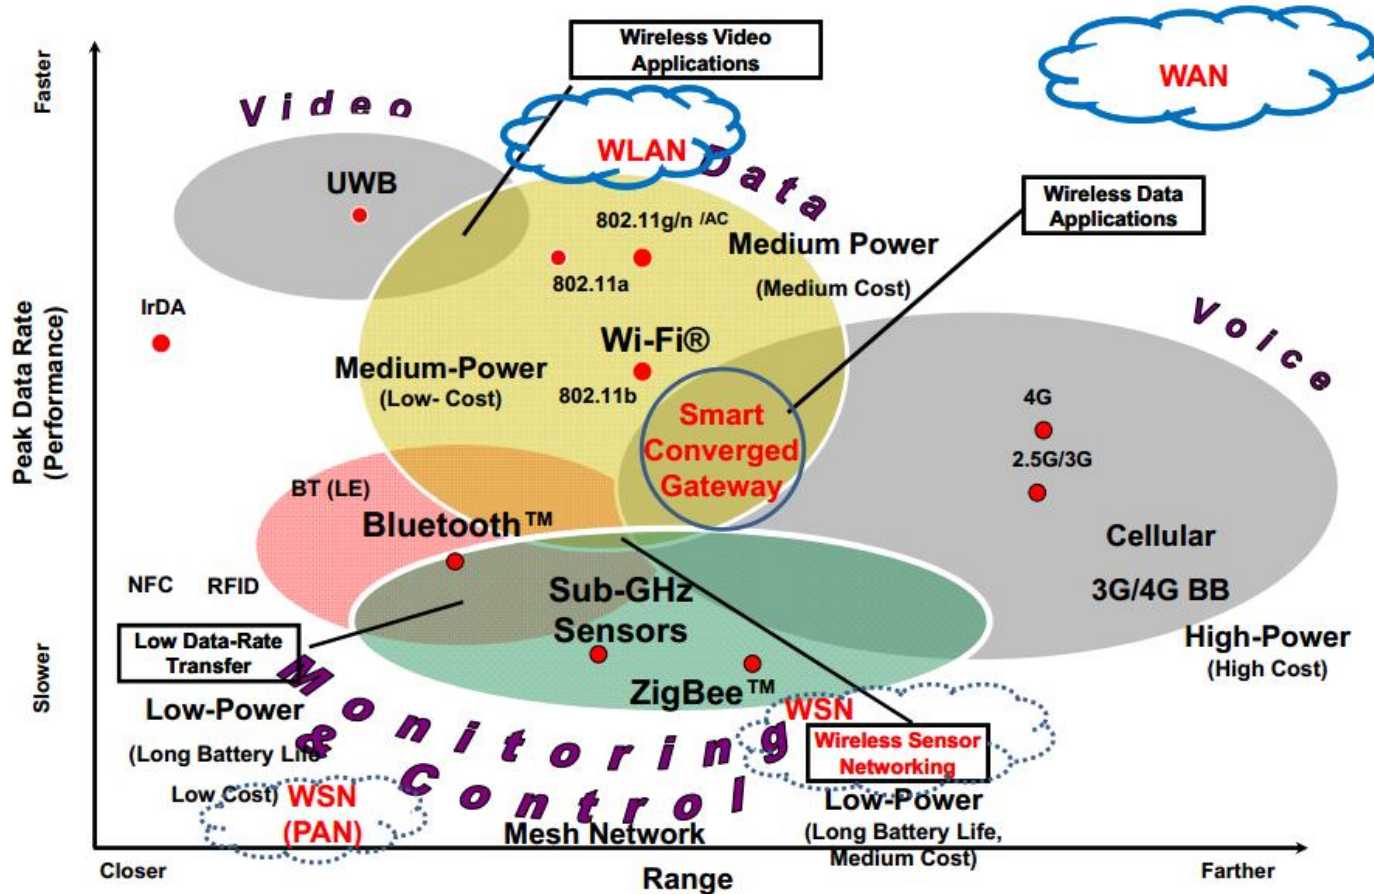 Wireless Video
Applications
WAN
Faster
Video
WLAN
Data
UWB
Wireless Data
Applications
802.11g/n /AC
Medium Power
(Medium Cost)
802.11a
IrDA
Voice
Wi-Fi®
Medium-Power
(Low- Cost)
802.11b
Peak Data Rate
(Performance)
4G
Smart
Converged
Gateway
2.5G/3G
BT (LE)
Bluetooth™
Cellular
NFC
RFID
Sub-GHz
Sensors
3G/4G BB
High-Power
(High Cost)
Low Data-Rate
Transfer
Slower
ZigBee™
Monitoring
& Control
Low-Power
(Long Battery Life
Low Cost)
WSN
Wireless Sensor
Networking
WSN
(PAN)
Low-Power
(Long Battery Life,
Medium Cost)
Mesh Network
Closer
Range
Farther